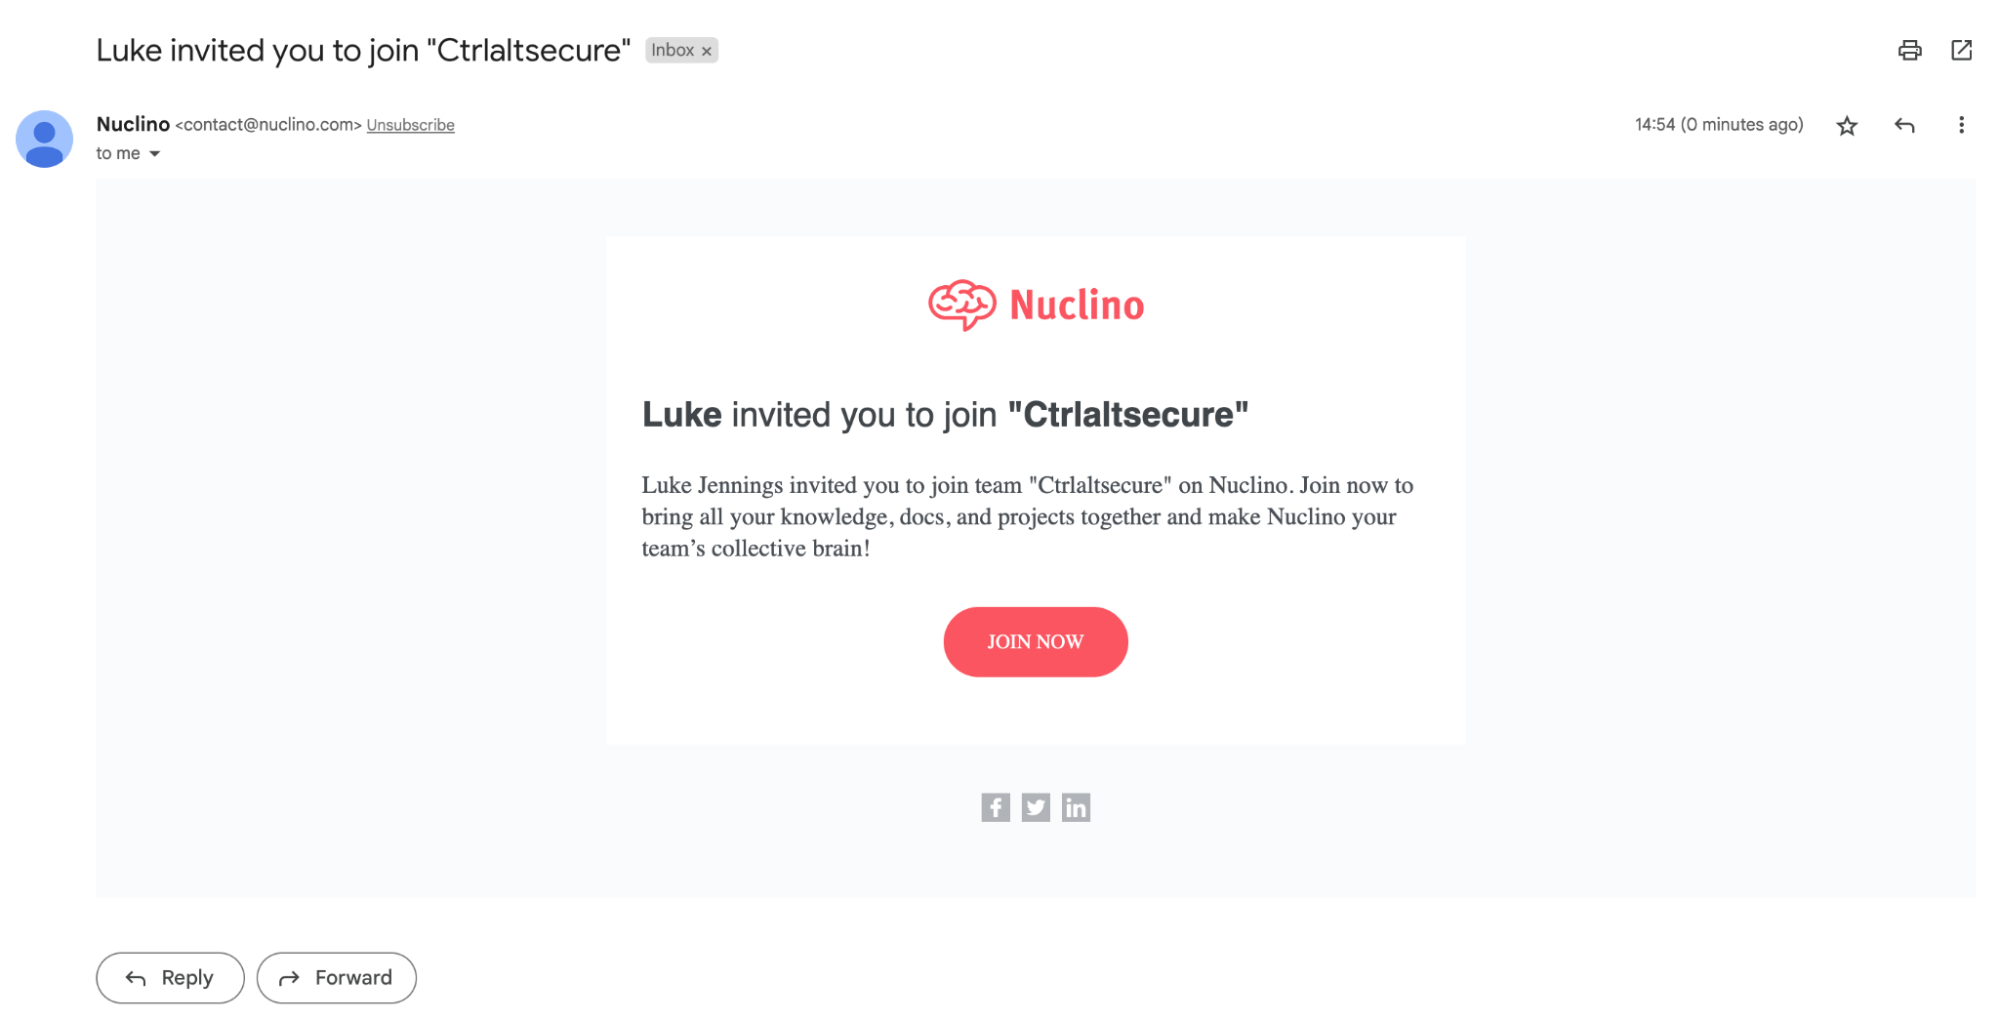 Luke invited you to join "Ctrlaltsecure" Inbox ×
Nuclino <contact@nuclino.com> Unsubscribe 14:54 (0 minutes ago)
to me
Nuclino
Luke invited you to join "Ctrlaltsecure"
Luke Jennings invited you to join team "Ctrlaltsecure" on Nuclino. Join now to
bring all your knowledge, docs, and projects together and make Nuclino your
team’s collective brain!
JOIN NOW
Reply Forward